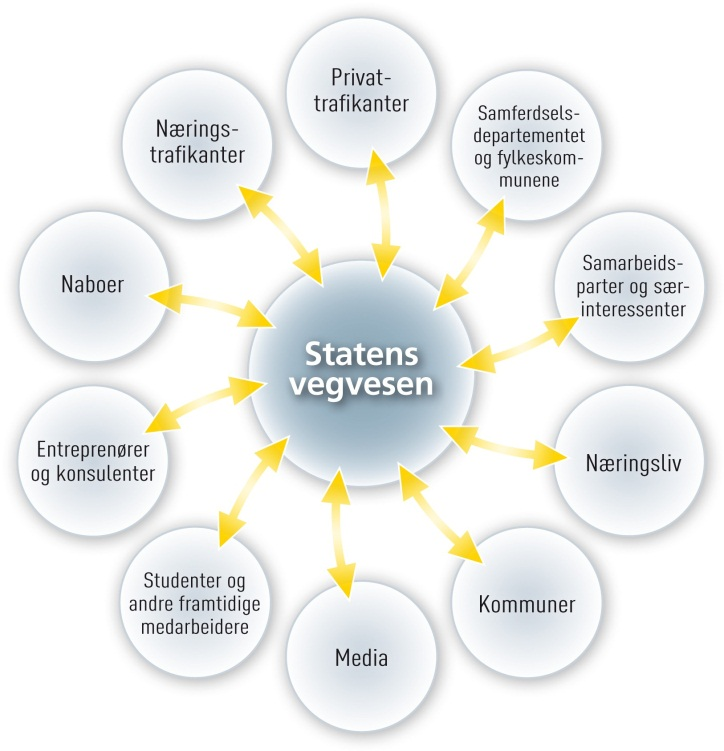 Privat-
trafikanter
Samferdsels-
departementet
og fylkeskom-
munene
Samarbeids-
parter og sær-
interessenter
Næringsliv
Kommuner
Media
Studenter og
andre framtidige
medarbeidere
Entreprenører
og konsulenter
Naboer
Nærings-
trafikanter
Statens
vegvesen